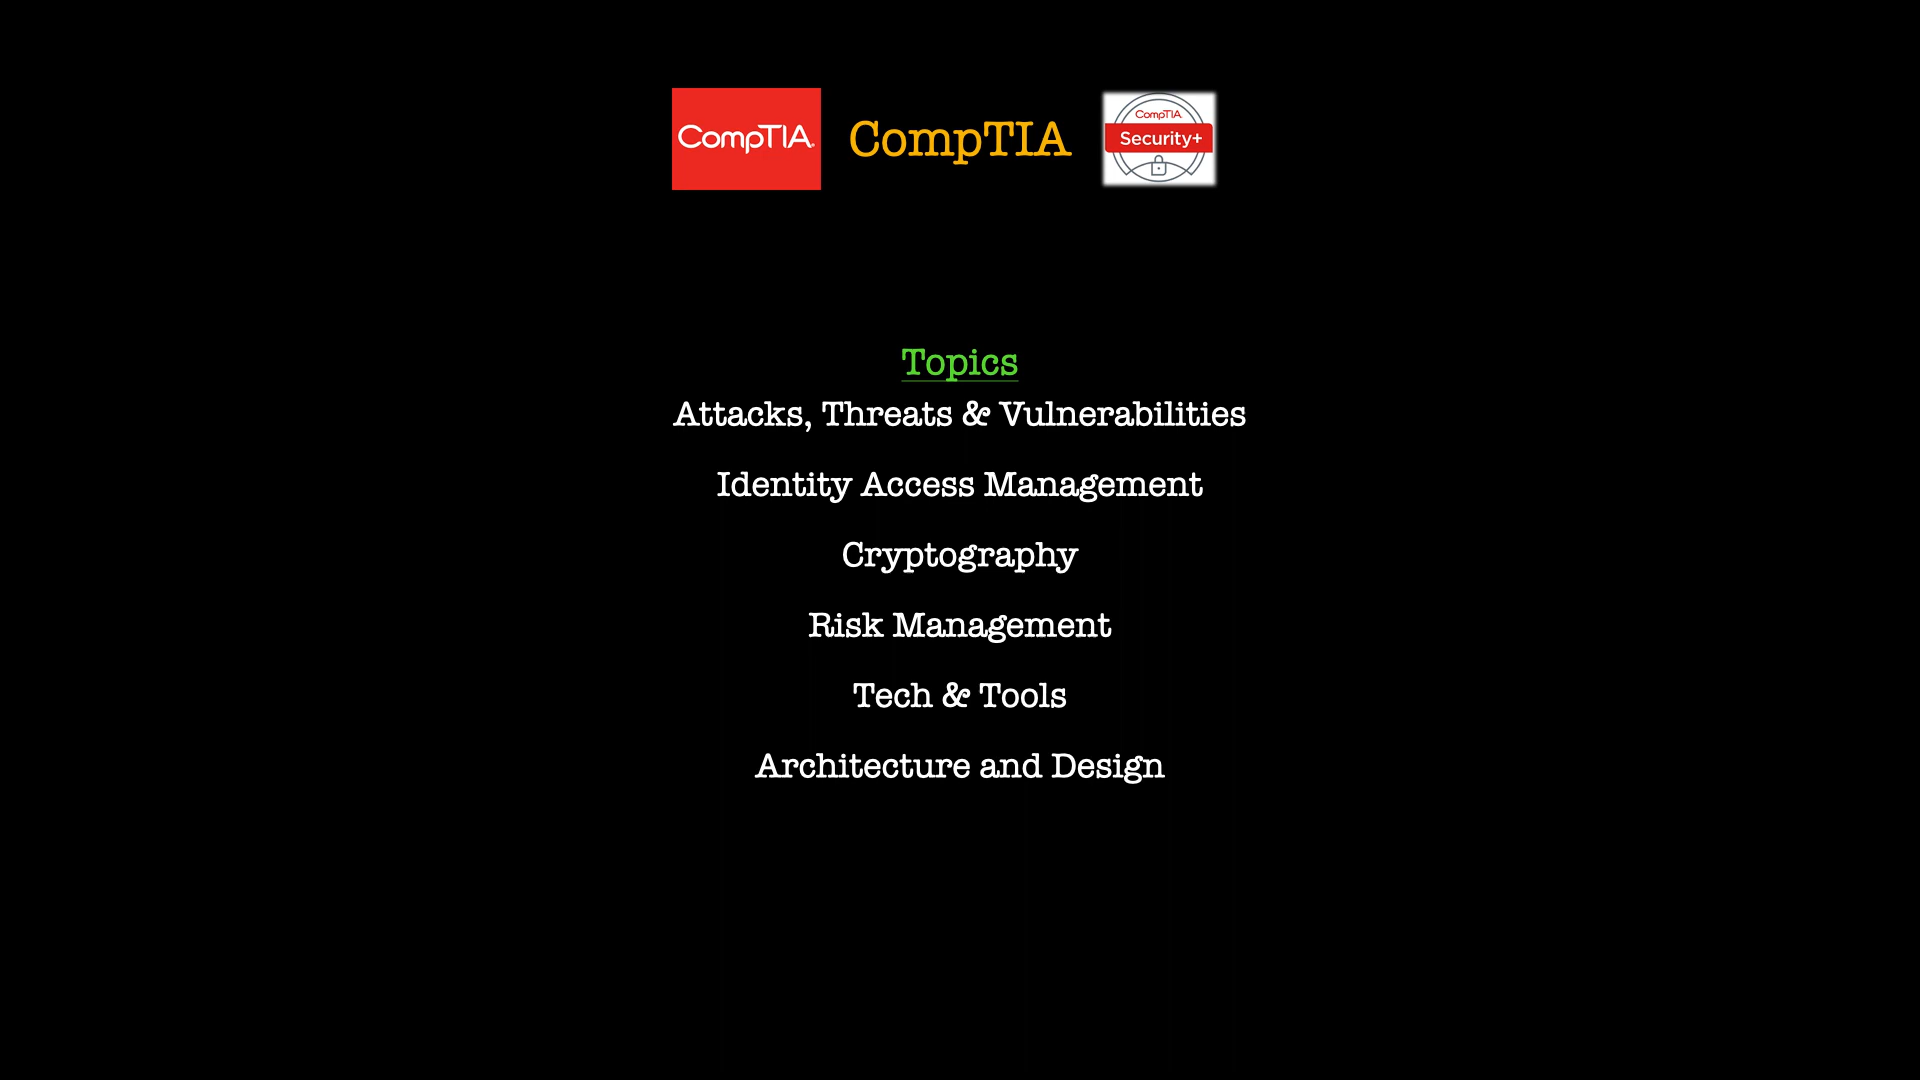 CompTIA.
CompTIA
CompTIA.
Security+
Topics
Attacks, Threats & Vulnerabilities
Identity Access Management
Cryptography
Risk Management
Tech & Tools
Architecture and Design